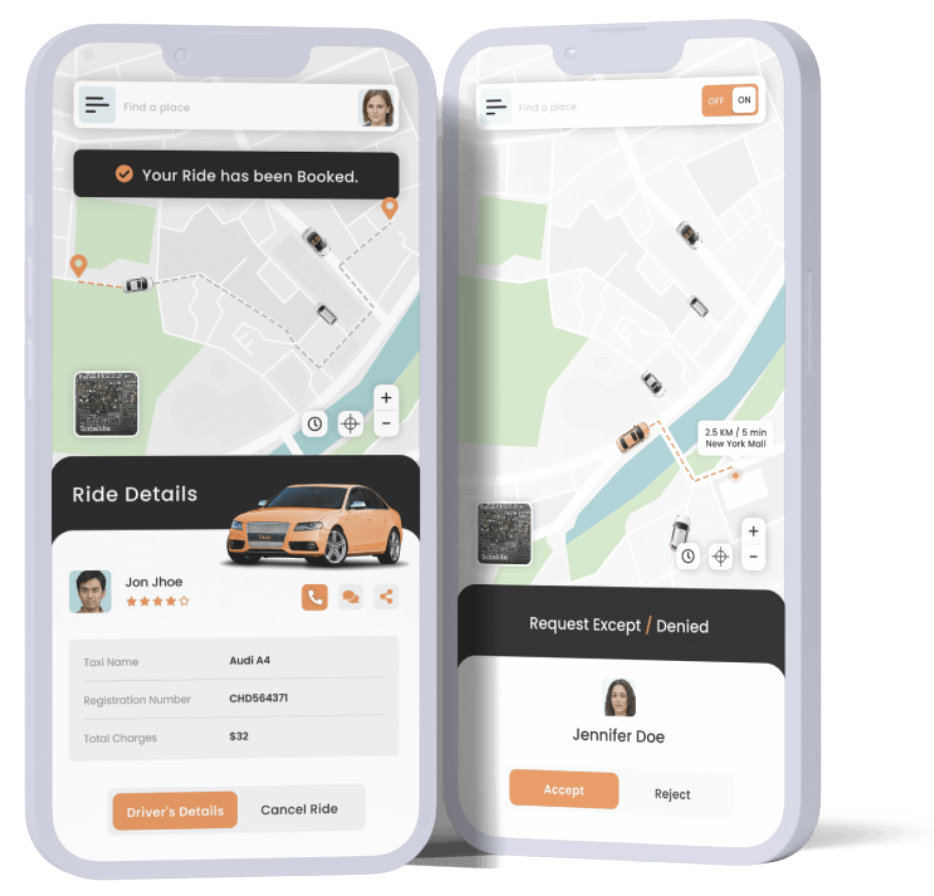 Find a place
Your Ride has been Booked.
Satellite
+
-
Ride Details
TAXI
Jon Jhoe
Taxi Name Audi A4
Registration Number CHD564371
Total Charges $32
Driver's Details Cancel Ride
Find a place OFF ON
2.5 KM / 5 min
New York Mall
Satellite
+
-
Request Except / Denied
Jennifer Doe
Accept Reject